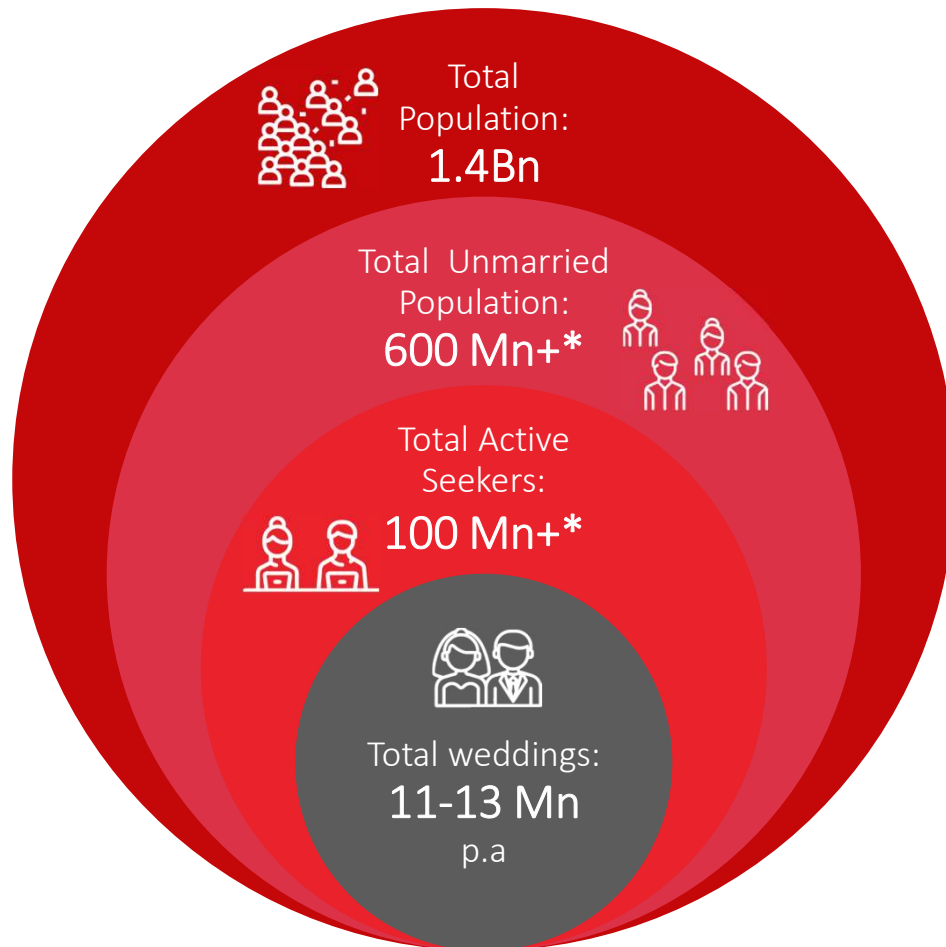 Total
Population:
1.4Bn
Total Unmarried
Population:
600 Mn+*
Total Active
Seekers:
100 Mn+*
Total weddings:
11-13 Mn
p.a